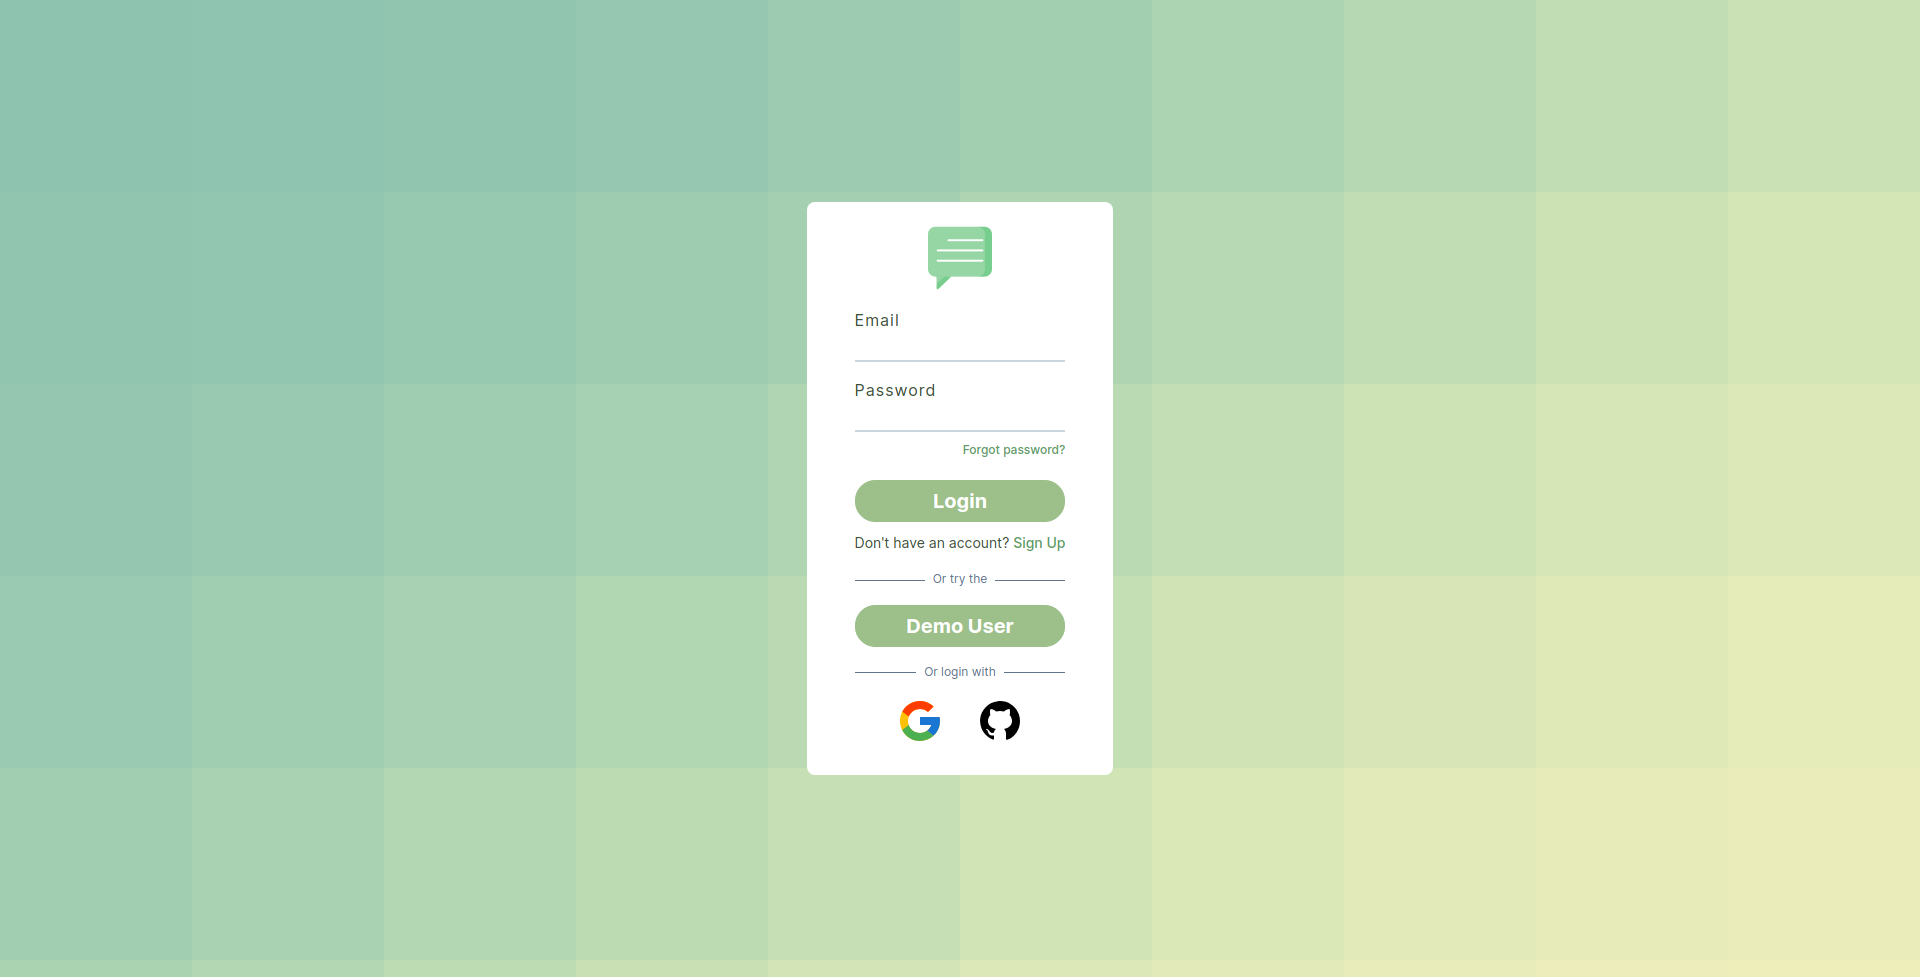 Email
Password
Forgot password?
Login
Don't have an account? Sign Up
Or try the
Demo User
Or login with